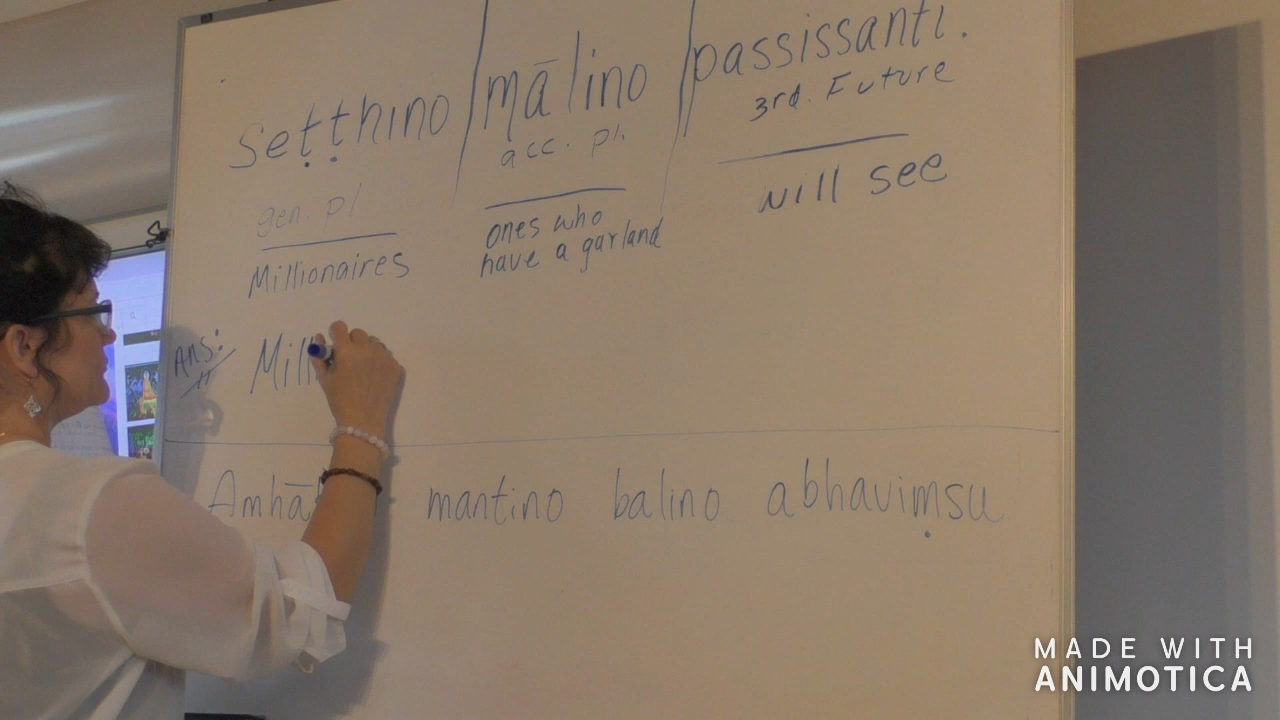 Seṭṭhino / mālino / passissanti.
gen. pl acc. pl. 3rd. Future
Millionaires ones who have a garland will see
Ans: Mill
mantino balino abhaviṃsu
MADE WITH
ANIMOTICA